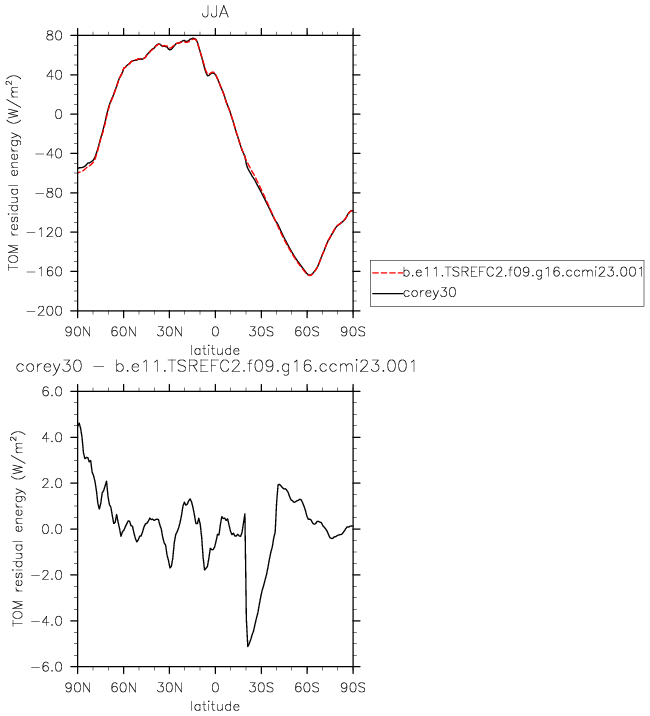 JJA
TOM residual energy (W/m²)
80
40
0
−40
−80
−120
−160
−200
90N 60N 30N 0 30S 60S 90S
latitude
b.e11.TSREFC2.f09.g16.ccmi23.001
corey30
corey30 − b.e11.TSREFC2.f09.g16.ccmi23.001
TOM residual energy (W/m²)
6.0
4.0
2.0
0.0
−2.0
−4.0
−6.0
90N 60N 30N 0 30S 60S 90S
latitude